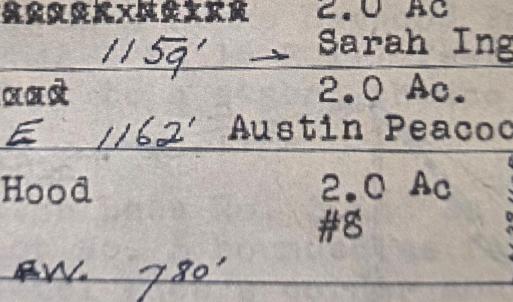 2.0 Ac
1159' → Sarah Ing
2.0 Ac.
E 1162' Austin Peacoc
Hood 2.0 Ac
#8
W. 780'